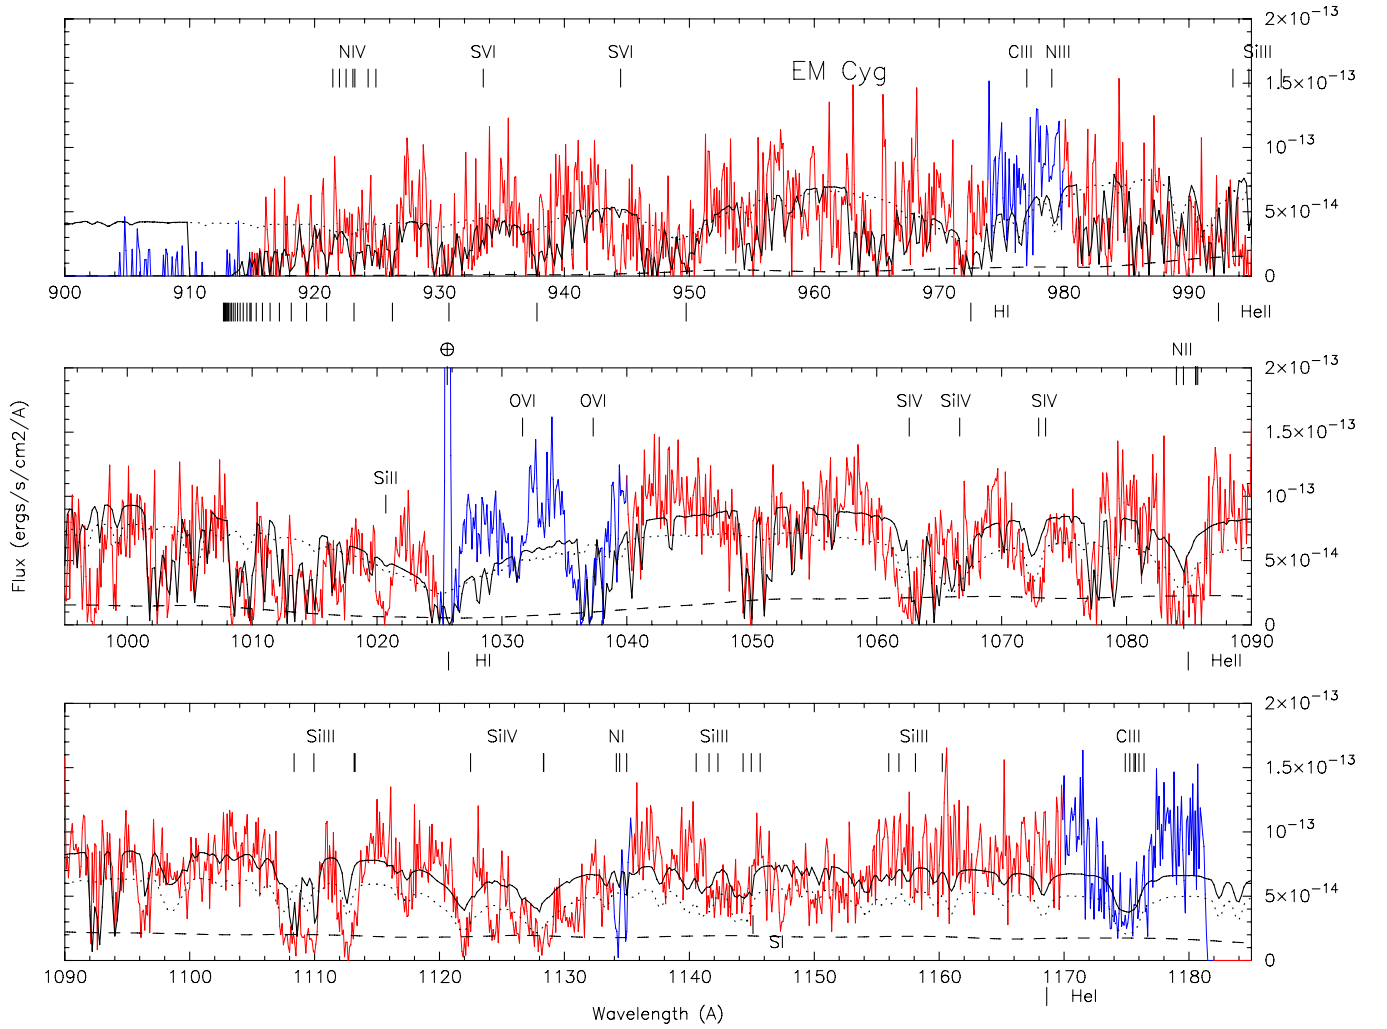 2×10⁻¹³
NIV SVI SVI CIII NIII SiIII
EM Cyg
1.5×10⁻¹³
10⁻¹³
5×10⁻¹⁴
0
900 910 920 930 940 950 960 970 980 990
HI HeII
⊕ NII
2×10⁻¹³
OVI OVI SIV SiIV SIV
1.5×10⁻¹³
SiII
10⁻¹³
5×10⁻¹⁴
0
1000 1010 1020 1030 1040 1050 1060 1070 1080 1090
HI HeII
Flux (ergs/s/cm2/A)
2×10⁻¹³
SiIII SiIV NI SiIII SiIII CIII
1.5×10⁻¹³
10⁻¹³
5×10⁻¹⁴
SI
0
1090 1100 1110 1120 1130 1140 1150 1160 1170 1180
HeI
Wavelength (A)